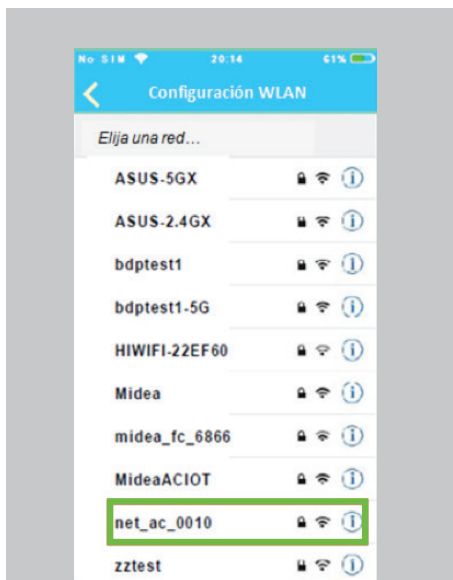 No SIM 20:14 61%
Configuración WLAN
Elija una red...
ASUS-5GX
ASUS-2.4GX
bdptest1
bdptest1-5G
HIWIFI-22EF60
Midea
midea_fc_6866
MideaACIOT
net_ac_0010
zztest